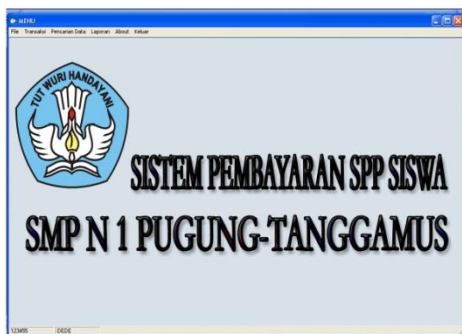 MENU
File Transaksi Pencarian Data Laporan About Keluar
TUT WURI HANDAYANI
SISTEM PEMBAYARAN SPP SISWA
SMP N 1 PUGUNG-TANGGAMUS
123455 DEDE